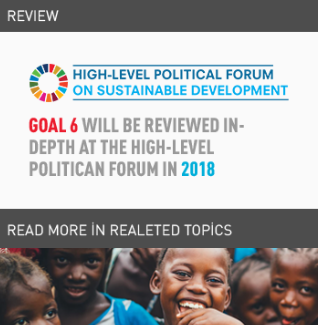 REVIEW
HIGH-LEVEL POLITICAL FORUM
ON SUSTAINABLE DEVELOPMENT
GOAL 6 WILL BE REVIEWED IN-
DEPTH AT THE HIGH-LEVEL
POLITICAN FORUM IN 2018
READ MORE İN REALETED TOPİCS